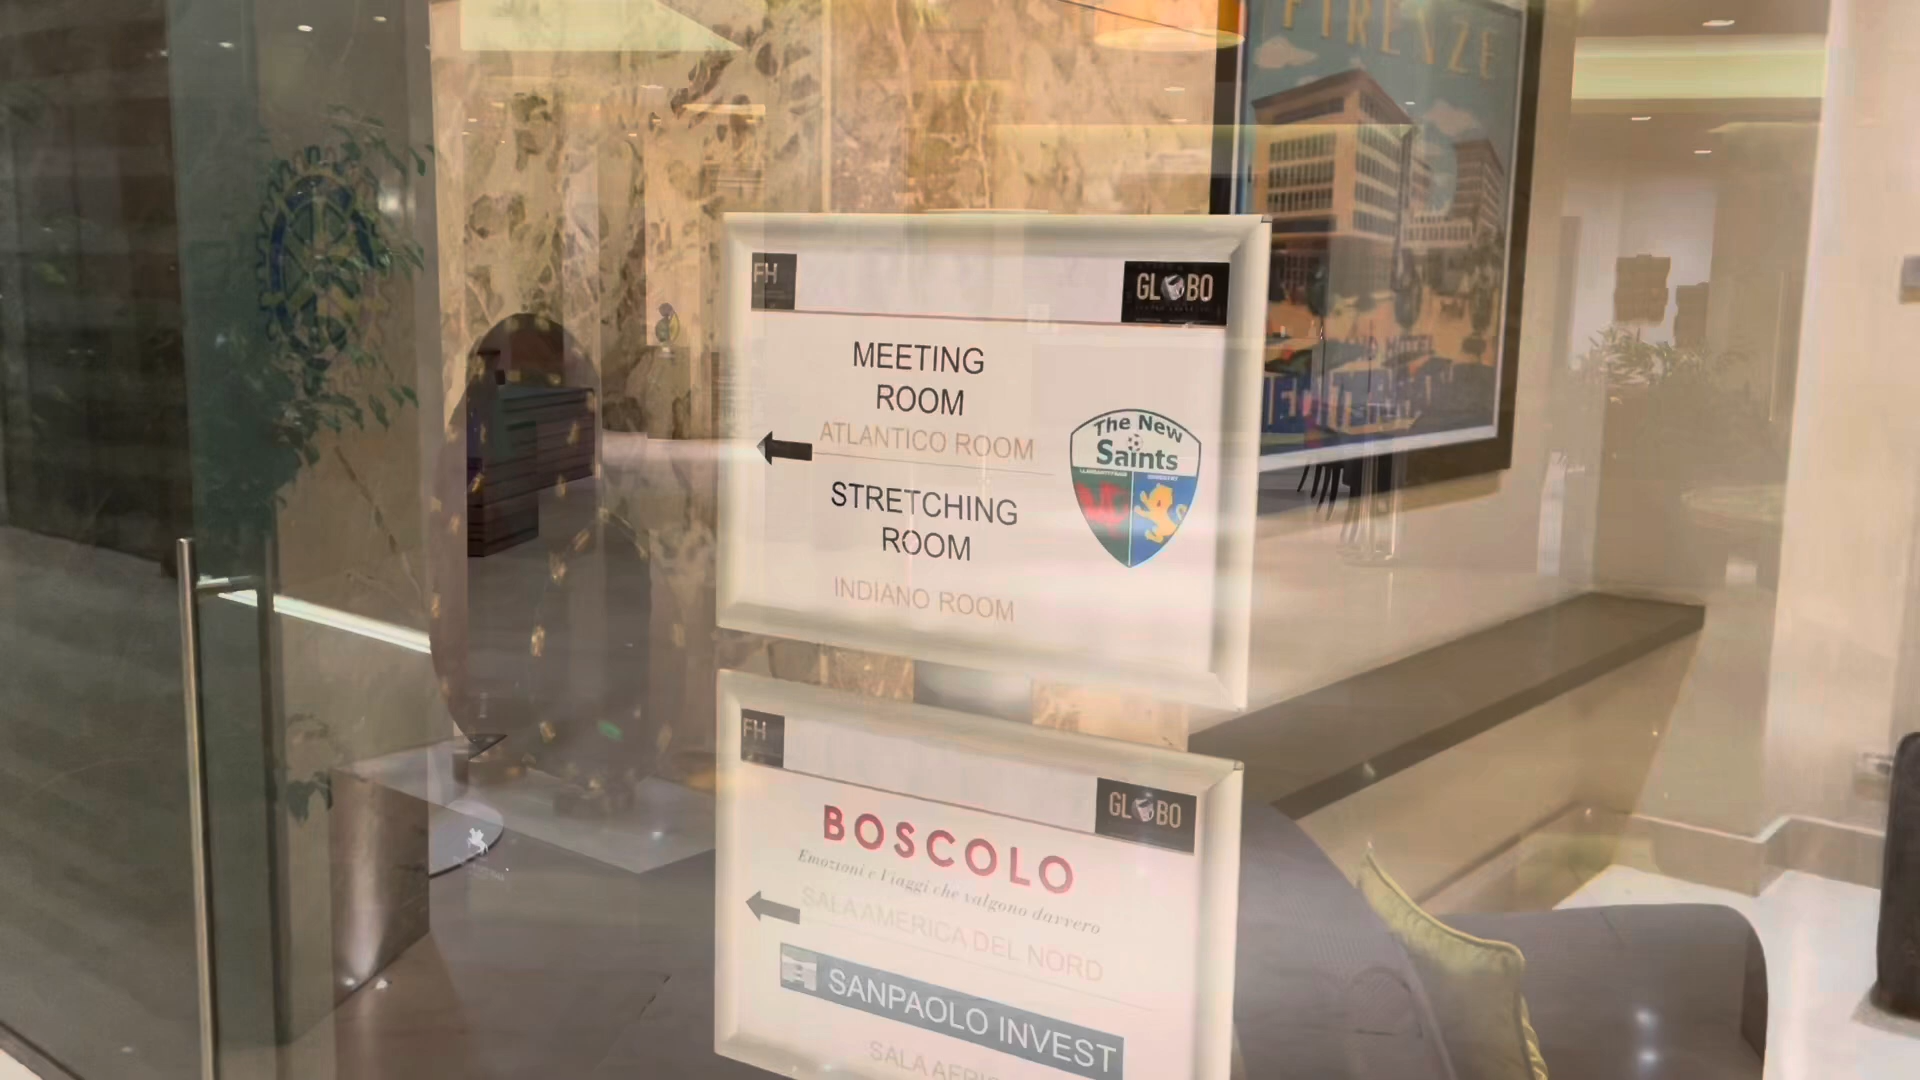 FIRENZE
FH
GLOBO
MEETING
ROOM
ATLANTICO ROOM
STRETCHING
ROOM
INDIANO ROOM
The New
Saints
FH
GLOBO
BOSCOLO
Emozioni e Viaggi che valgono davvero
SALA AMERICA DEL NORD
SANPAOLO INVEST
SALA